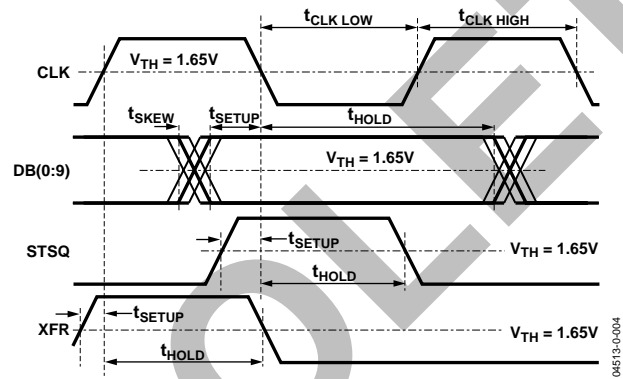 tCLK LOW
tCLK HIGH
CLK
VTH = 1.65V
tSKEW
tSETUP
tHOLD
DB(0:9)
VTH = 1.65V
STSQ
tSETUP
VTH = 1.65V
tHOLD
XFR
tSETUP
VTH = 1.65V
tHOLD
04513-0-004
OLE